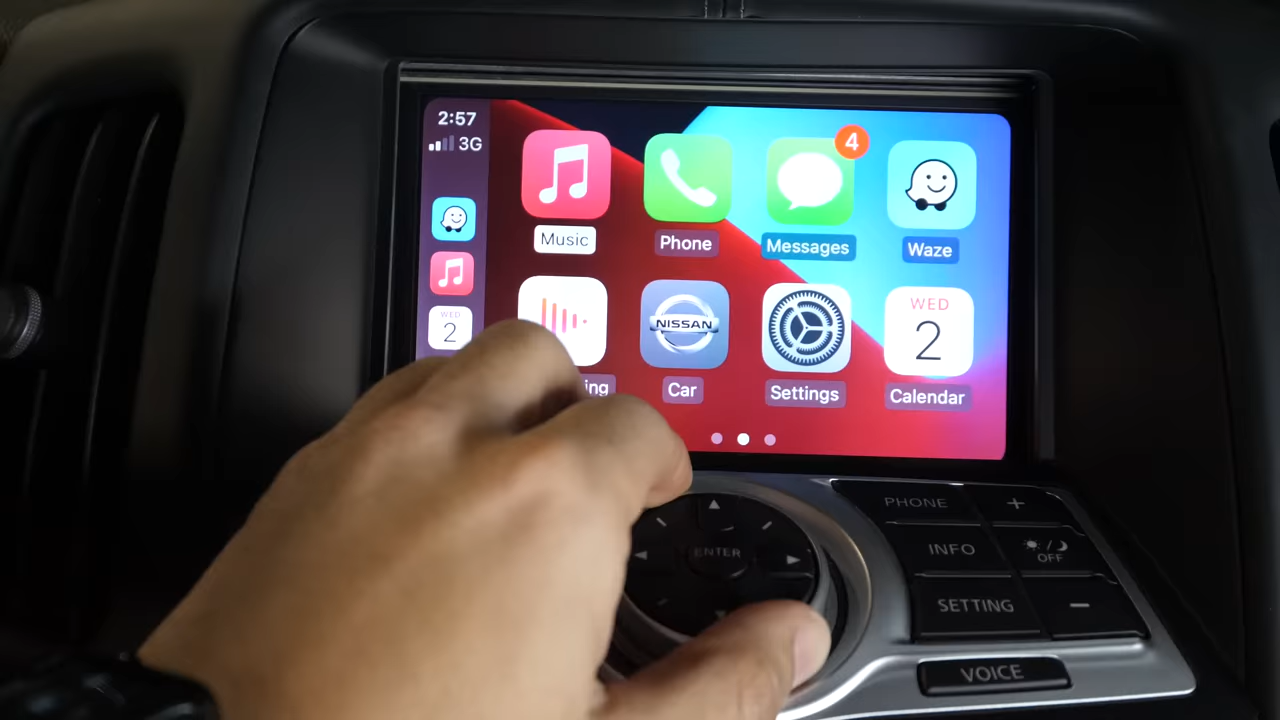 2:57
3G
4
Music
Phone
Messages
Waze
WED
2
NISSAN
WED
2
ing
Car
Settings
Calendar
PHONE
+
INFO
OFF
ENTER
SETTING
−
VOICE